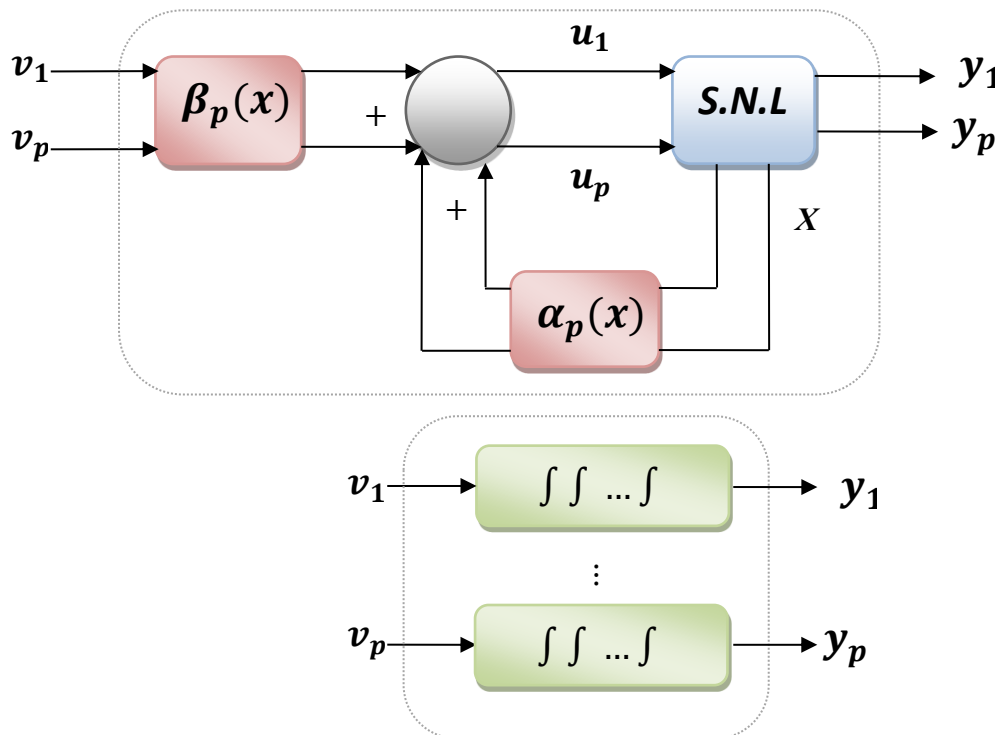 u₁
v₁ βₚ(x) S.N.L y₁
+
vₚ yₚ
uₚ
+ X
αₚ(x)
v₁ ∫ ∫ ... ∫ y₁
⋮
vₚ ∫ ∫ ... ∫ yₚ